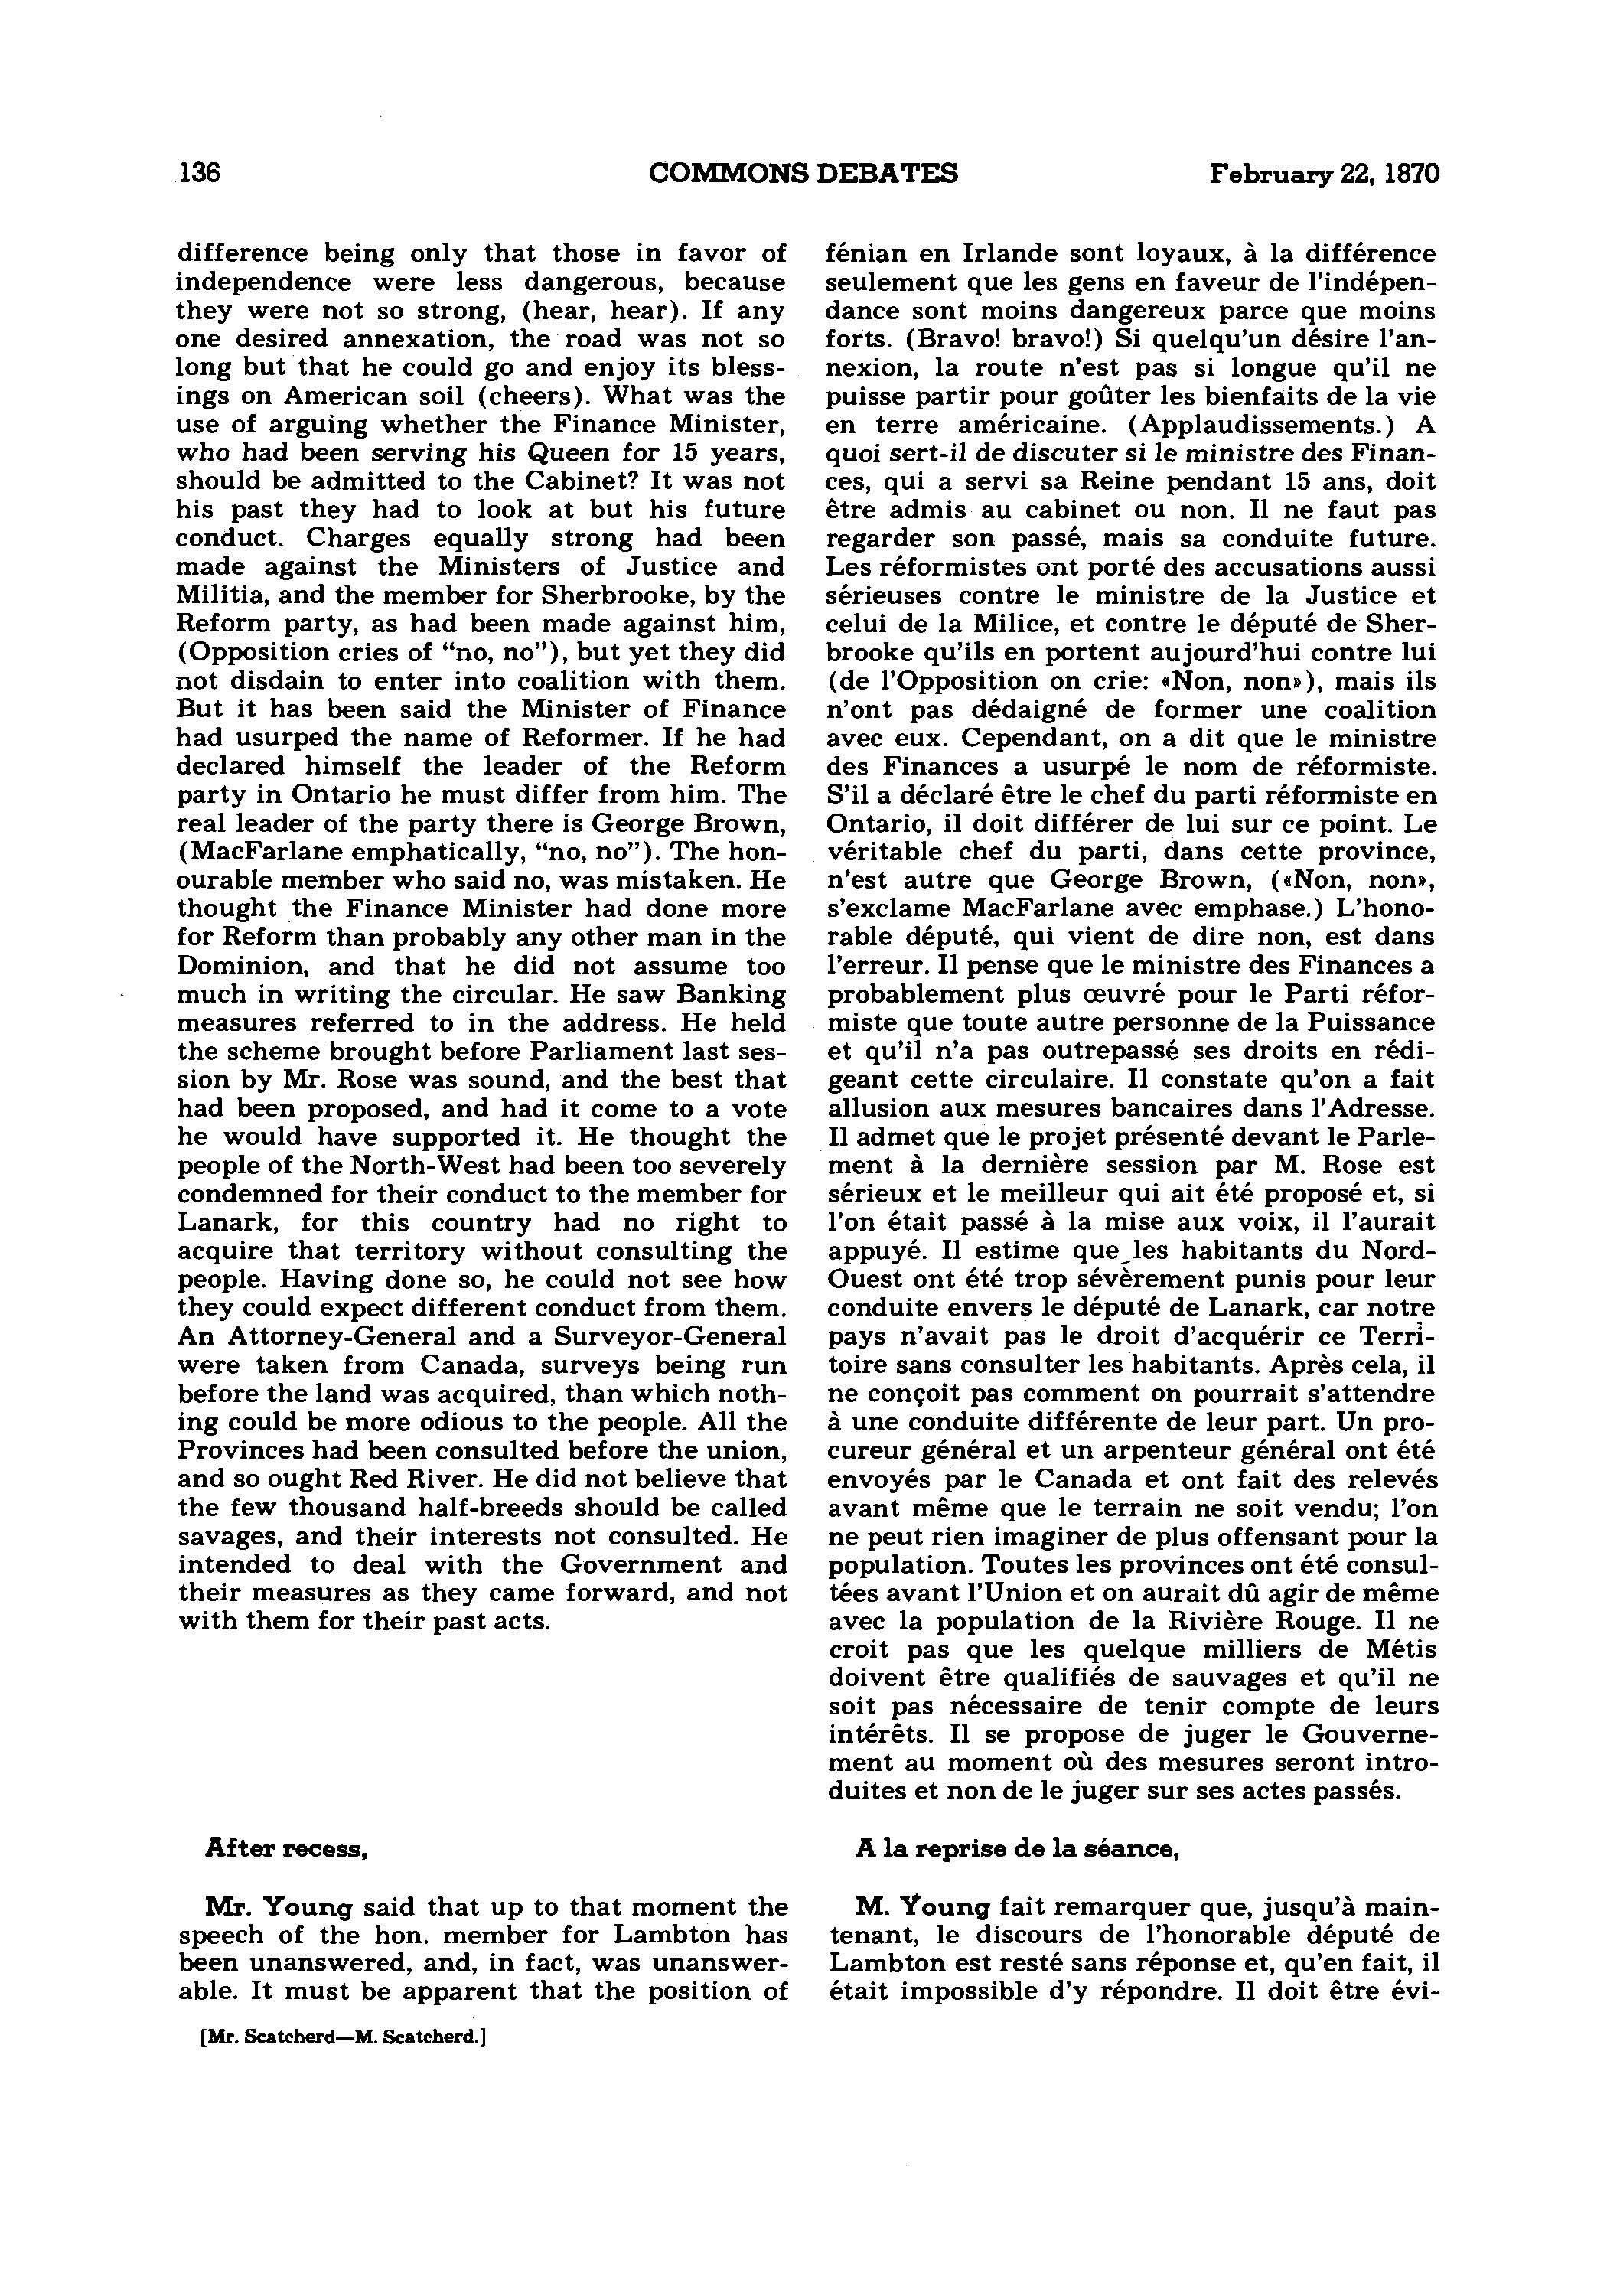 136 COMMONS DEBATES February 22, 1870
difference being only that those in favor of
independence were less dangerous, because
they were not so strong, (hear, hear). If any
one desired annexation, the road was not so
long but that he could go and enjoy its bless-
ings on American soil (cheers). What was the
use of arguing whether the Finance Minister,
who had been serving his Queen for 15 years,
should be admitted to the Cabinet? It was not
his past they had to look at but his future
conduct. Charges equally strong had been
made against the Ministers of Justice and
Militia, and the member for Sherbrooke, by the
Reform party, as had been made against him,
(Opposition cries of “no, no”), but yet they did
not disdain to enter into coalition with them.
But it has been said the Minister of Finance
had usurped the name of Reformer. If he had
declared himself the leader of the Reform
party in Ontario he must differ from him. The
real leader of the party there is George Brown,
(MacFarlane emphatically, “no, no”). The hon-
ourable member who said no, was mistaken. He
thought the Finance Minister had done more
for Reform than probably any other man in the
Dominion, and that he did not assume too
much in writing the circular. He saw Banking
measures referred to in the address. He held
the scheme brought before Parliament last ses-
sion by Mr. Rose was sound, and the best that
had been proposed, and had it come to a vote
he would have supported it. He thought the
people of the North-West had been too severely
condemned for their conduct to the member for
Lanark, for this country had no right to
acquire that territory without consulting the
people. Having done so, he could not see how
they could expect different conduct from them.
An Attorney-General and a Surveyor-General
were taken from Canada, surveys being run
before the land was acquired, than which noth-
ing could be more odious to the people. All the
Provinces had been consulted before the union,
and so ought Red River. He did not believe that
the few thousand half-breeds should be called
savages, and their interests not consulted. He
intended to deal with the Government and
their measures as they came forward, and not
with them for their past acts.
After recess,
Mr. Young said that up to that moment the
speech of the hon. member for Lambton has
been unanswered, and, in fact, was unanswer-
able. It must be apparent that the position of
[Mr. Scatcherd—M. Scatcherd.]
fénian en Irlande sont loyaux, à la différence
seulement que les gens en faveur de l'indépen-
dance sont moins dangereux parce que moins
forts. (Bravo! bravo!) Si quelqu'un désire l'an-
nexion, la route n'est pas si longue qu'il ne
puisse partir pour goûter les bienfaits de la vie
en terre américaine. (Applaudissements.) A
quoi sert-il de discuter si le ministre des Finan-
ces, qui a servi sa Reine pendant 15 ans, doit
être admis au cabinet ou non. Il ne faut pas
regarder son passé, mais sa conduite future.
Les réformistes ont porté des accusations aussi
sérieuses contre le ministre de la Justice et
celui de la Milice, et contre le député de Sher-
brooke qu'ils en portent aujourd'hui contre lui
(de l'Opposition on crie: «Non, non»), mais ils
n'ont pas dédaigné de former une coalition
avec eux. Cependant, on a dit que le ministre
des Finances a usurpé le nom de réformiste.
S'il a déclaré être le chef du parti réformiste en
Ontario, il doit différer de lui sur ce point. Le
véritable chef du parti, dans cette province,
n'est autre que George Brown, («Non, non»,
s'exclame MacFarlane avec emphase.) L'hono-
rable député, qui vient de dire non, est dans
l'erreur. Il pense que le ministre des Finances a
probablement plus œuvré pour le Parti réfor-
miste que toute autre personne de la Puissance
et qu'il n'a pas outrepassé ses droits en rédi-
geant cette circulaire. Il constate qu'on a fait
allusion aux mesures bancaires dans l'Adresse.
Il admet que le projet présenté devant le Parle-
ment à la dernière session par M. Rose est
sérieux et le meilleur qui ait été proposé et, si
l'on était passé à la mise aux voix, il l'aurait
appuyé. Il estime que les habitants du Nord-
Ouest ont été trop sévèrement punis pour leur
conduite envers le député de Lanark, car notre
pays n'avait pas le droit d'acquérir ce Terri-
toire sans consulter les habitants. Après cela, il
ne conçoit pas comment on pourrait s'attendre
à une conduite différente de leur part. Un pro-
cureur général et un arpenteur général ont été
envoyés par le Canada et ont fait des relevés
avant même que le terrain ne soit vendu; l'on
ne peut rien imaginer de plus offensant pour la
population. Toutes les provinces ont été consul-
tées avant l'Union et on aurait dû agir de même
avec la population de la Rivière Rouge. Il ne
croit pas que les quelque milliers de Métis
doivent être qualifiés de sauvages et qu'il ne
soit pas nécessaire de tenir compte de leurs
intérêts. Il se propose de juger le Gouverne-
ment au moment où des mesures seront intro-
duites et non de le juger sur ses actes passés.
A la reprise de la séance,
M. Young fait remarquer que, jusqu'à main-
tenant, le discours de l'honorable député de
Lambton est resté sans réponse et, qu'en fait, il
était impossible d'y répondre. Il doit être évi-